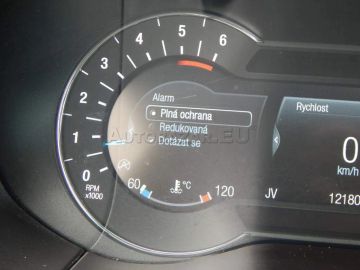 0
1
2
3
4
5
6
RPM
x1000
Alarm
Plná ochrana
Redukovaná
Dotázat se
60
°C
120
Rychlost
0
km/h
JV
12180